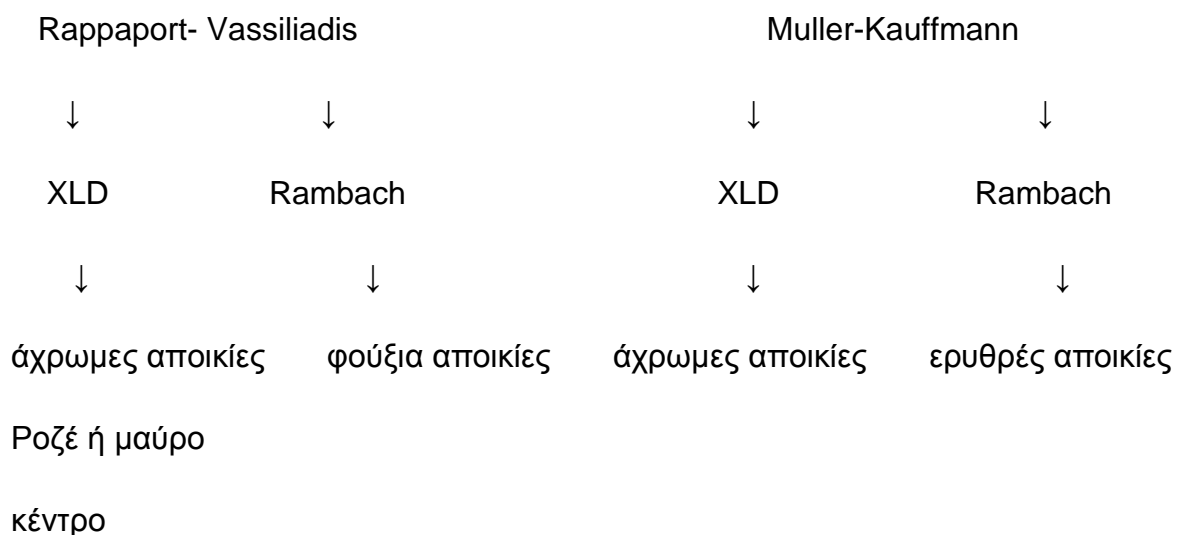 Rappaport- Vassiliadis Muller-Kauffmann
↓ ↓ ↓ ↓
XLD Rambach XLD Rambach
↓ ↓ ↓ ↓
άχρωμες αποικίες φούξια αποικίες άχρωμες αποικίες ερυθρές αποικίες
Ροζέ ή μαύρο
κέντρο